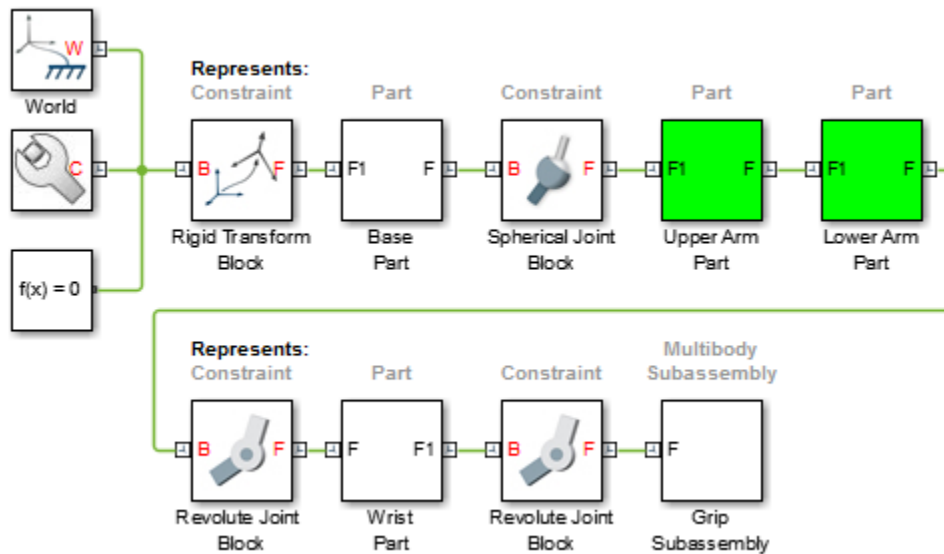 W
World
C
f(x) = 0
Represents:
Constraint
Part
Constraint
Part
Part
B
F
F1
F
B
F
F1
F
F1
F
Rigid Transform
Block
Base
Part
Spherical Joint
Block
Upper Arm
Part
Lower Arm
Part
Represents:
Constraint
Part
Constraint
Multibody
Subassembly
B
F
F
F1
B
F
F
Revolute Joint
Block
Wrist
Part
Revolute Joint
Block
Grip
Subassembly